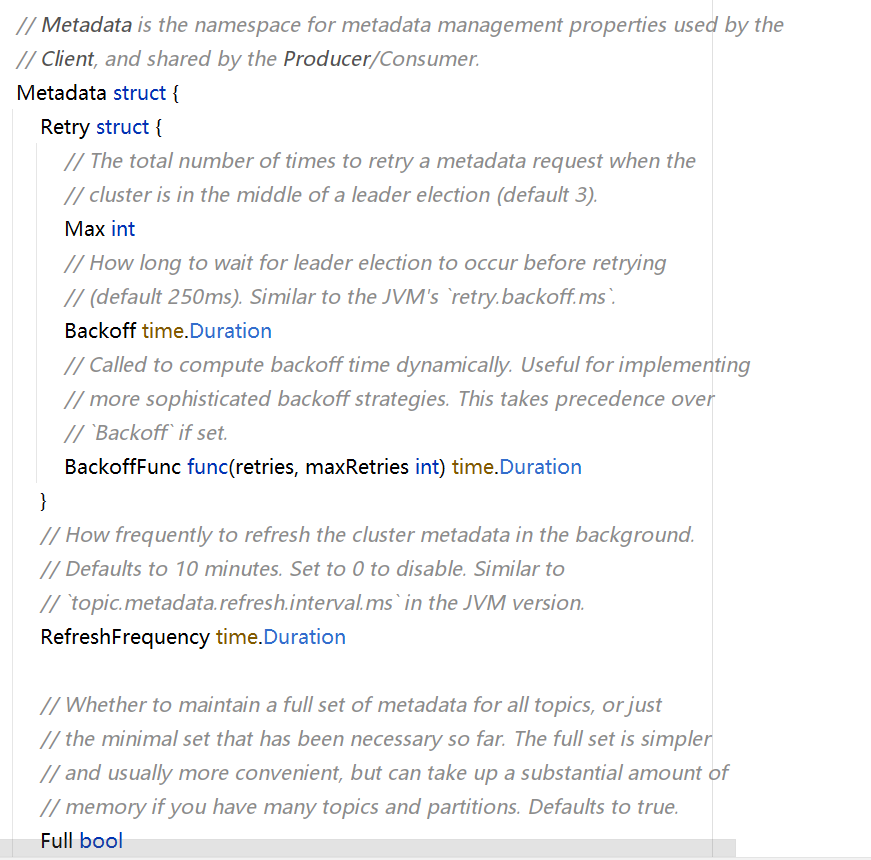 // Metadata is the namespace for metadata management properties used by the
// Client, and shared by the Producer/Consumer.
Metadata struct {
Retry struct {
// The total number of times to retry a metadata request when the
// cluster is in the middle of a leader election (default 3).
Max int
// How long to wait for leader election to occur before retrying
// (default 250ms). Similar to the JVM's `retry.backoff.ms`.
Backoff time.Duration
// Called to compute backoff time dynamically. Useful for implementing
// more sophisticated backoff strategies. This takes precedence over
// `Backoff` if set.
BackoffFunc func(retries, maxRetries int) time.Duration
}
// How frequently to refresh the cluster metadata in the background.
// Defaults to 10 minutes. Set to 0 to disable. Similar to
// `topic.metadata.refresh.interval.ms` in the JVM version.
RefreshFrequency time.Duration
// Whether to maintain a full set of metadata for all topics, or just
// the minimal set that has been necessary so far. The full set is simpler
// and usually more convenient, but can take up a substantial amount of
// memory if you have many topics and partitions. Defaults to true.
Full bool